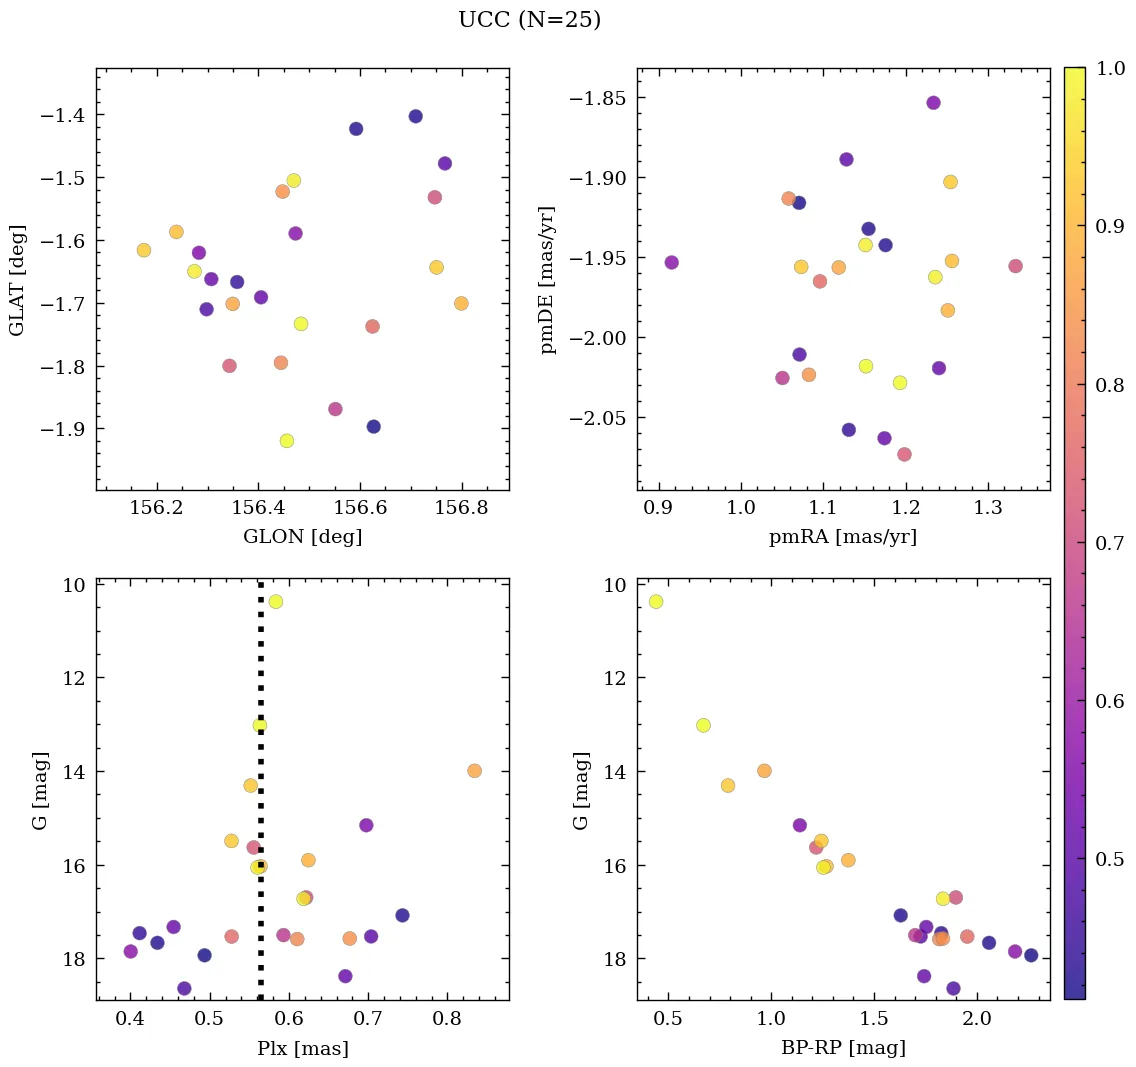 UCC (N=25)
−1.4
−1.5
−1.6
−1.7
−1.8
−1.9
GLAT [deg]
156.2 156.4 156.6 156.8
GLON [deg]
−1.85
−1.90
−1.95
−2.00
−2.05
pmDE [mas/yr]
0.9 1.0 1.1 1.2 1.3
pmRA [mas/yr]
10
12
14
16
18
G [mag]
0.4 0.5 0.6 0.7 0.8
Plx [mas]
10
12
14
16
18
G [mag]
0.5 1.0 1.5 2.0
BP-RP [mag]
1.0
0.9
0.8
0.7
0.6
0.5